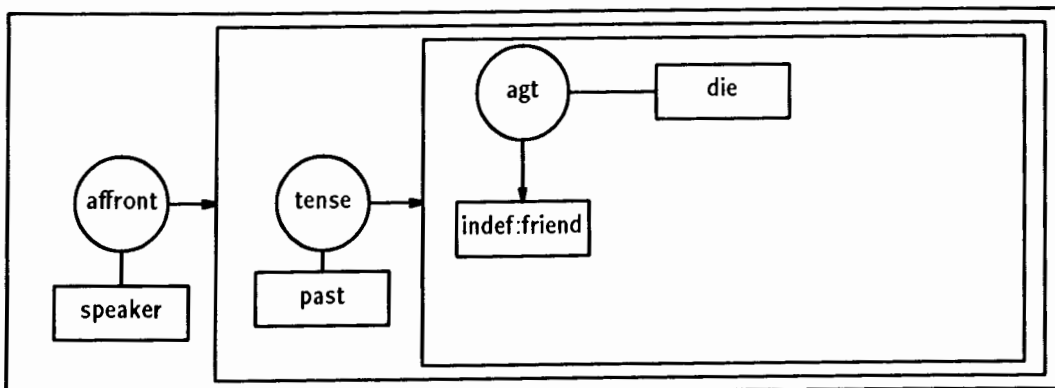 agt
die
affront
tense
indef:friend
speaker
past